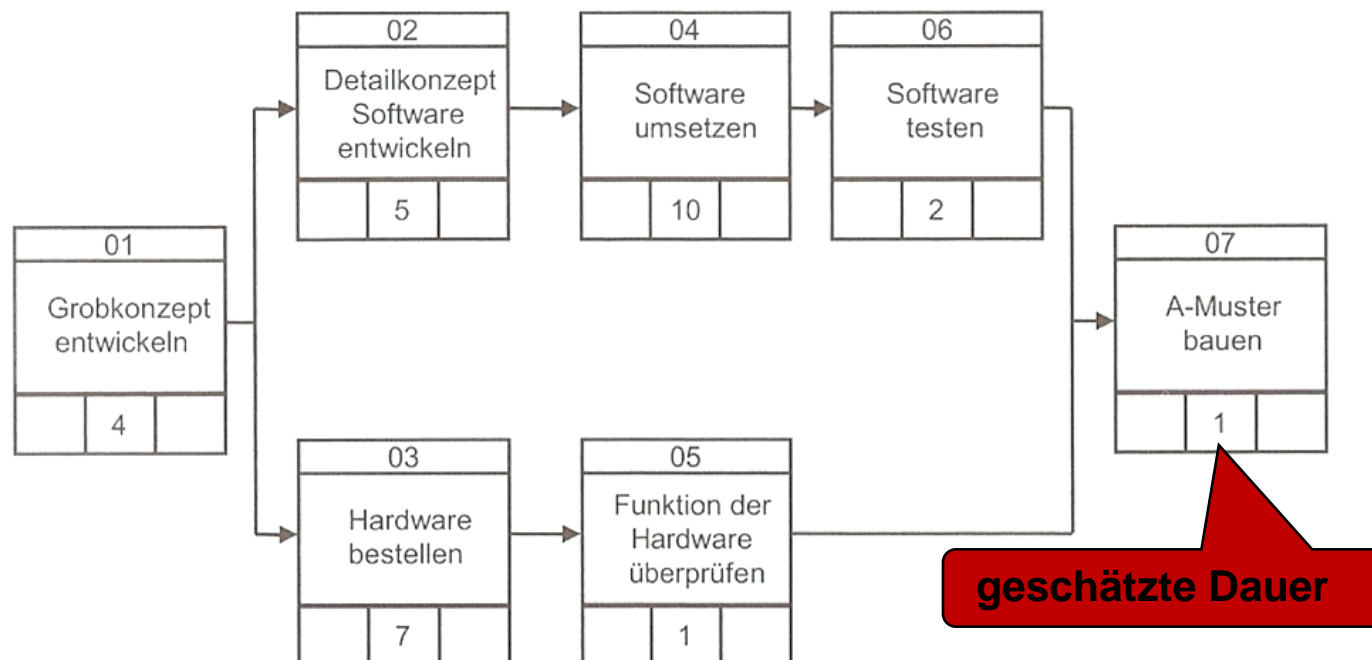 01
Grobkonzept
entwickeln
4
02
Detailkonzept
Software
entwickeln
5
04
Software
umsetzen
10
06
Software
testen
2
03
Hardware
bestellen
7
05
Funktion der
Hardware
überprüfen
1
07
A-Muster
bauen
1
geschätzte Dauer